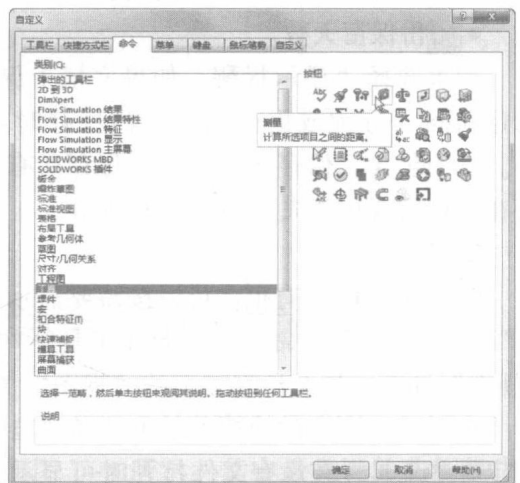 自定义
工具栏 快捷方式栏 命令 菜单 键盘 鼠标笔势 自定义
类别(C):
按钮
弹出的工具栏
2D 到 3D
DimXpert
Flow Simulation 结果
Flow Simulation 结果特性
Flow Simulation 特征
Flow Simulation 显示
Flow Simulation 主屏幕
SOLIDWORKS MBD
SOLIDWORKS 插件
钣金
爆炸草图
标准
标准视图
表格
布局工具
参考几何体
草图
尺寸/几何关系
对齐
工程图
工具
焊件
宏
扣合特征(T)
块
快速捕捉
屏幕捕获
曲面
测量
计算所选项目之间的距离。
选择一范畴,然后单击按钮来观阅其说明。拖动按钮到任何工具栏。
说明
确定 取消 帮助(H)